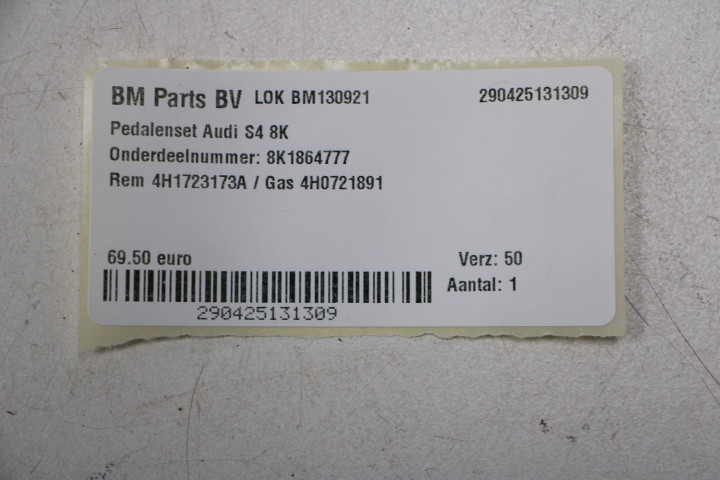 BM Parts BV LOK BM130921 290425131309
Pedalenset Audi S4 8K
Onderdeelnummer: 8K1864777
Rem 4H1723173A / Gas 4H0721891
69.50 euro Verz: 50
Aantal: 1
290425131309